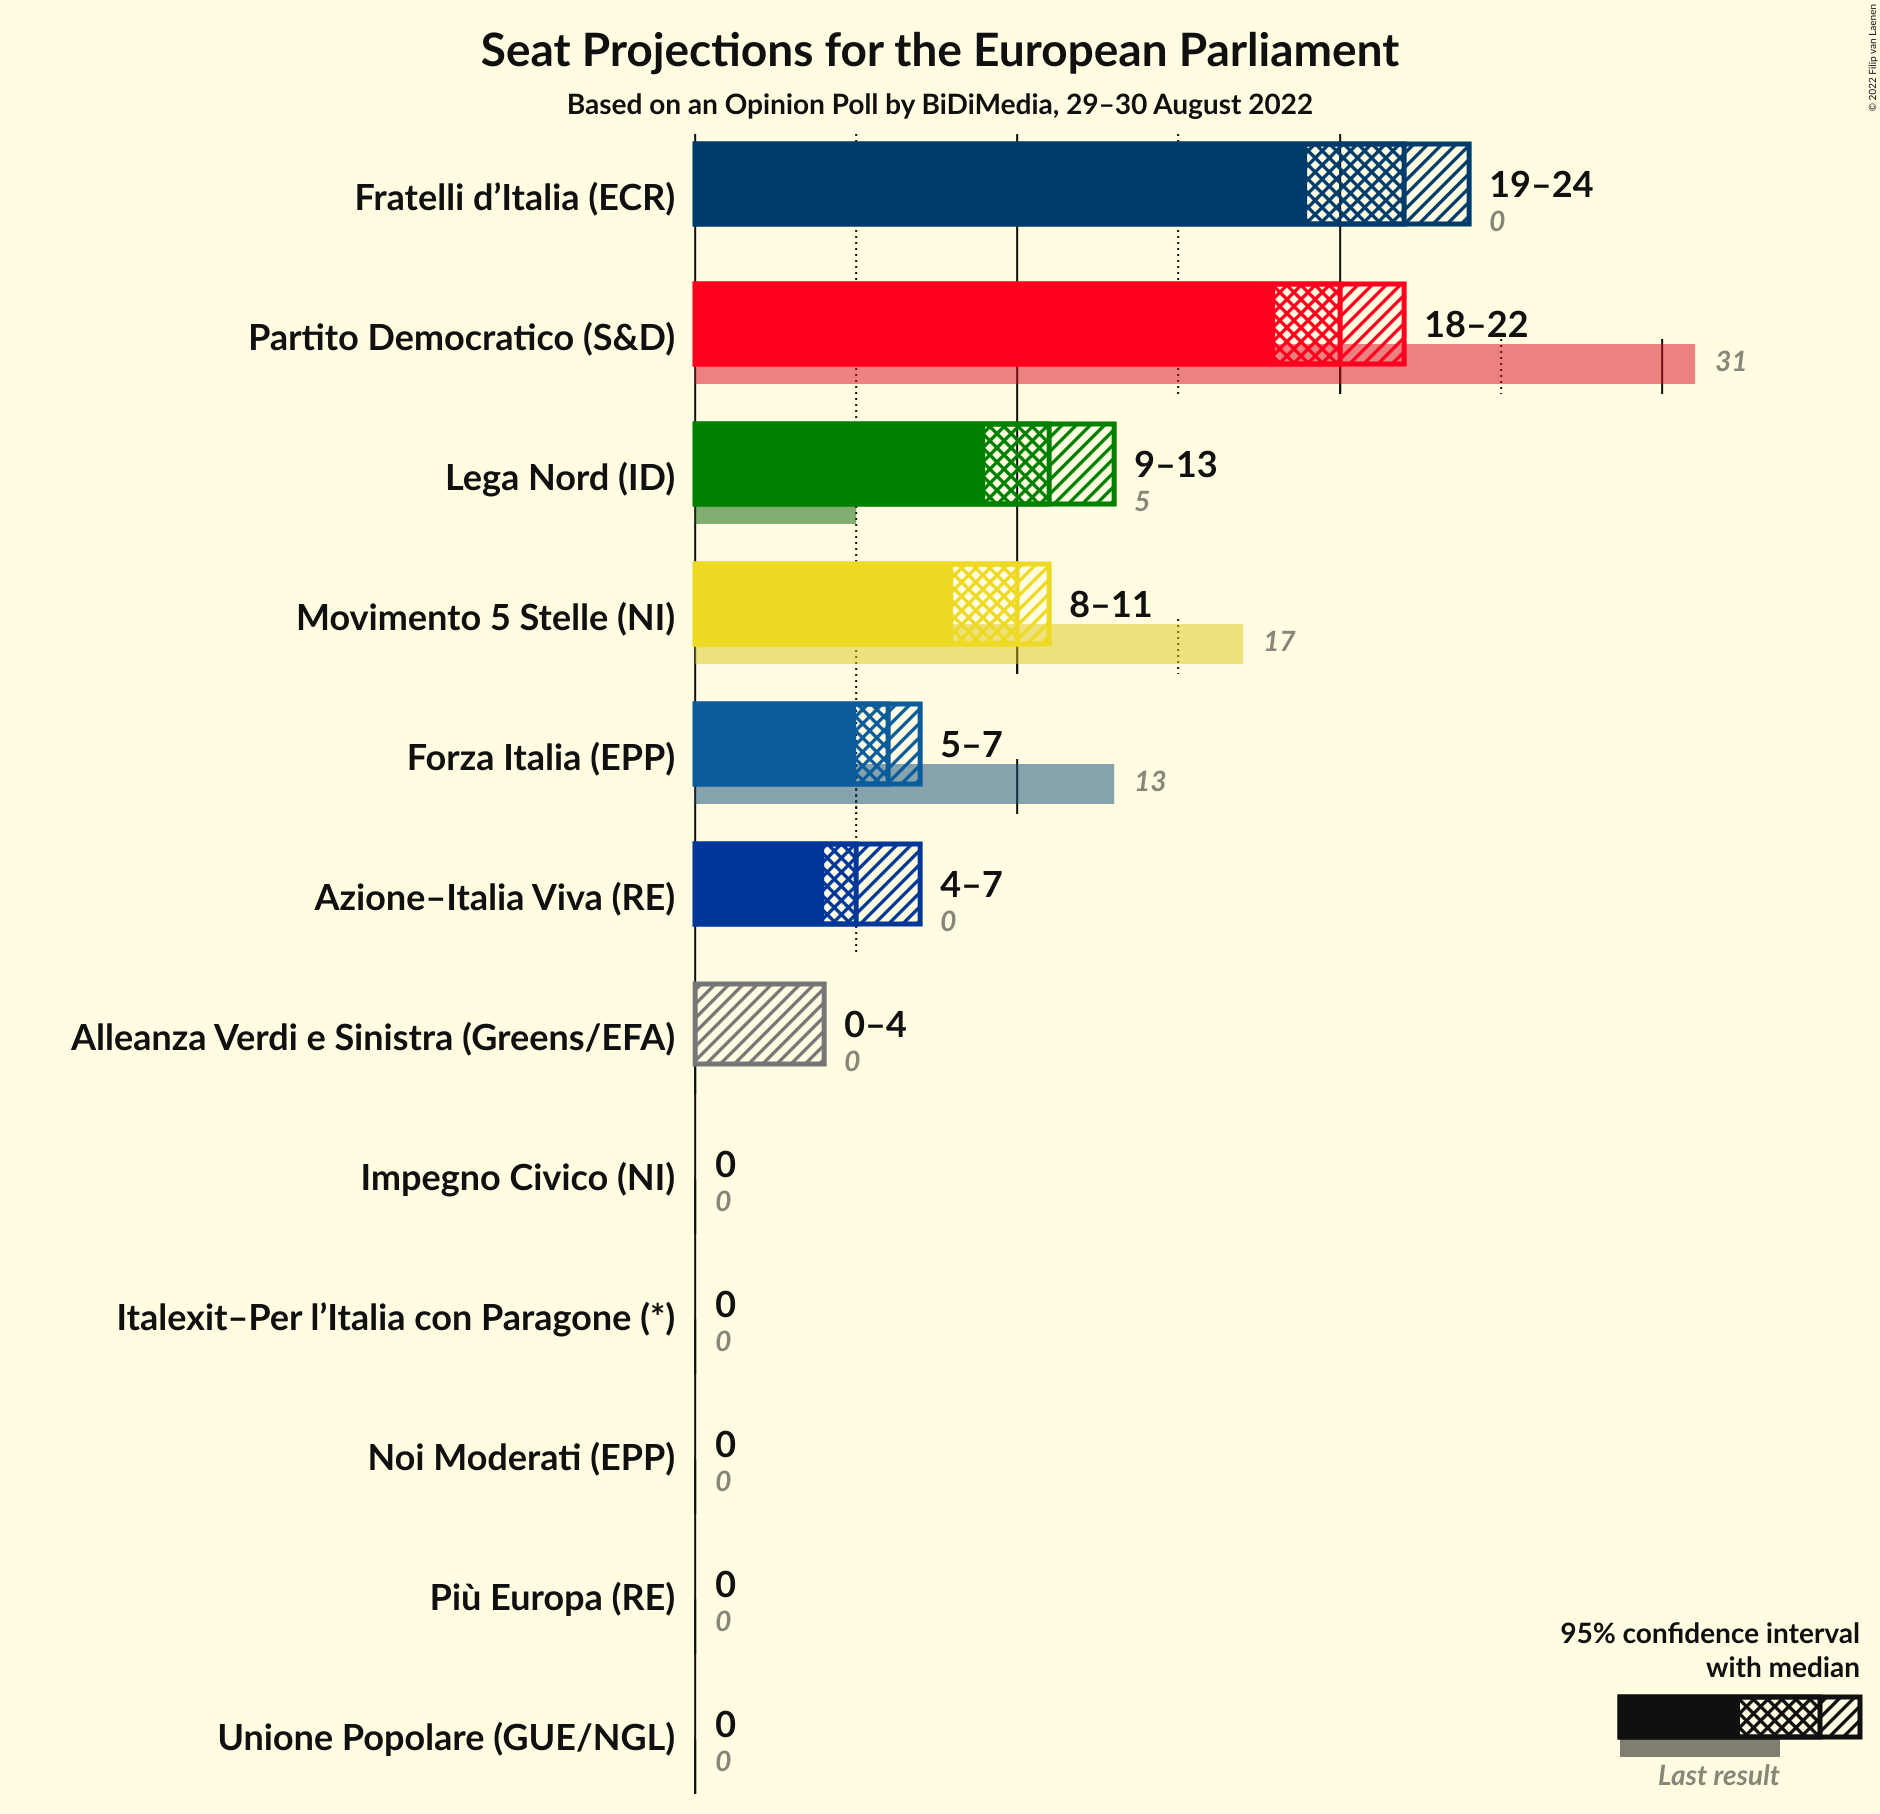 Seat Projections for the European Parliament
Based on an Opinion Poll by BiDiMedia, 29–30 August 2022
© 2022 Filip van Laenen
Fratelli d’Italia (ECR)
19–24
0
Partito Democratico (S&D)
18–22
31
Lega Nord (ID)
9–13
5
Movimento 5 Stelle (NI)
8–11
17
Forza Italia (EPP)
5–7
13
Azione–Italia Viva (RE)
4–7
0
Alleanza Verdi e Sinistra (Greens/EFA)
0–4
0
Impegno Civico (NI)
0
0
Italexit–Per l’Italia con Paragone (*)
0
0
Noi Moderati (EPP)
0
0
Più Europa (RE)
0
0
Unione Popolare (GUE/NGL)
0
0
95% confidence interval
with median
Last result